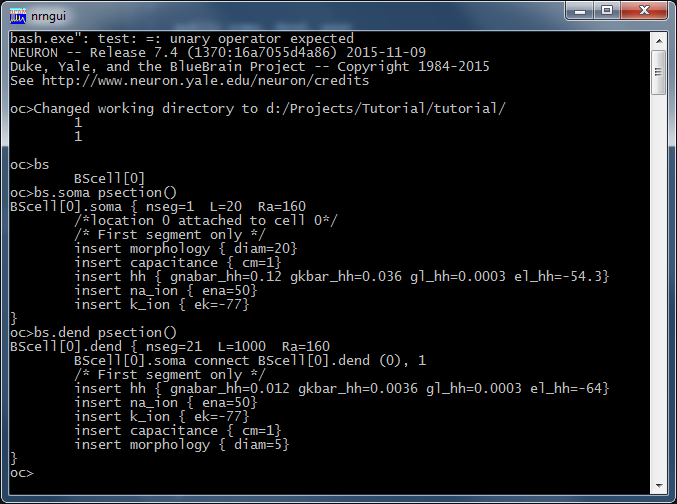 nrngui
bash.exe": test: =: unary operator expected
NEURON -- Release 7.4 (1370:16a7055d4a86) 2015-11-09
Duke, Yale, and the BlueBrain Project -- Copyright 1984-2015
See http://www.neuron.yale.edu/neuron/credits
oc>Changed working directory to d:/Projects/Tutorial/tutorial/
1
1
oc>bs
BScell[0]
oc>bs.soma psection()
BScell[0].soma { nseg=1  L=20  Ra=160
/*location 0 attached to cell 0*/
/* First segment only */
insert morphology { diam=20}
insert capacitance { cm=1}
insert hh { gnabar_hh=0.12 gkbar_hh=0.036 gl_hh=0.0003 el_hh=-54.3}
insert na_ion { ena=50}
insert k_ion { ek=-77}
}
oc>bs.dend psection()
BScell[0].dend { nseg=21  L=1000  Ra=160
BScell[0].soma connect BScell[0].dend (0), 1
/* First segment only */
insert hh { gnabar_hh=0.012 gkbar_hh=0.0036 gl_hh=0.0003 el_hh=-64}
insert na_ion { ena=50}
insert k_ion { ek=-77}
insert capacitance { cm=1}
insert morphology { diam=5}
}
oc>